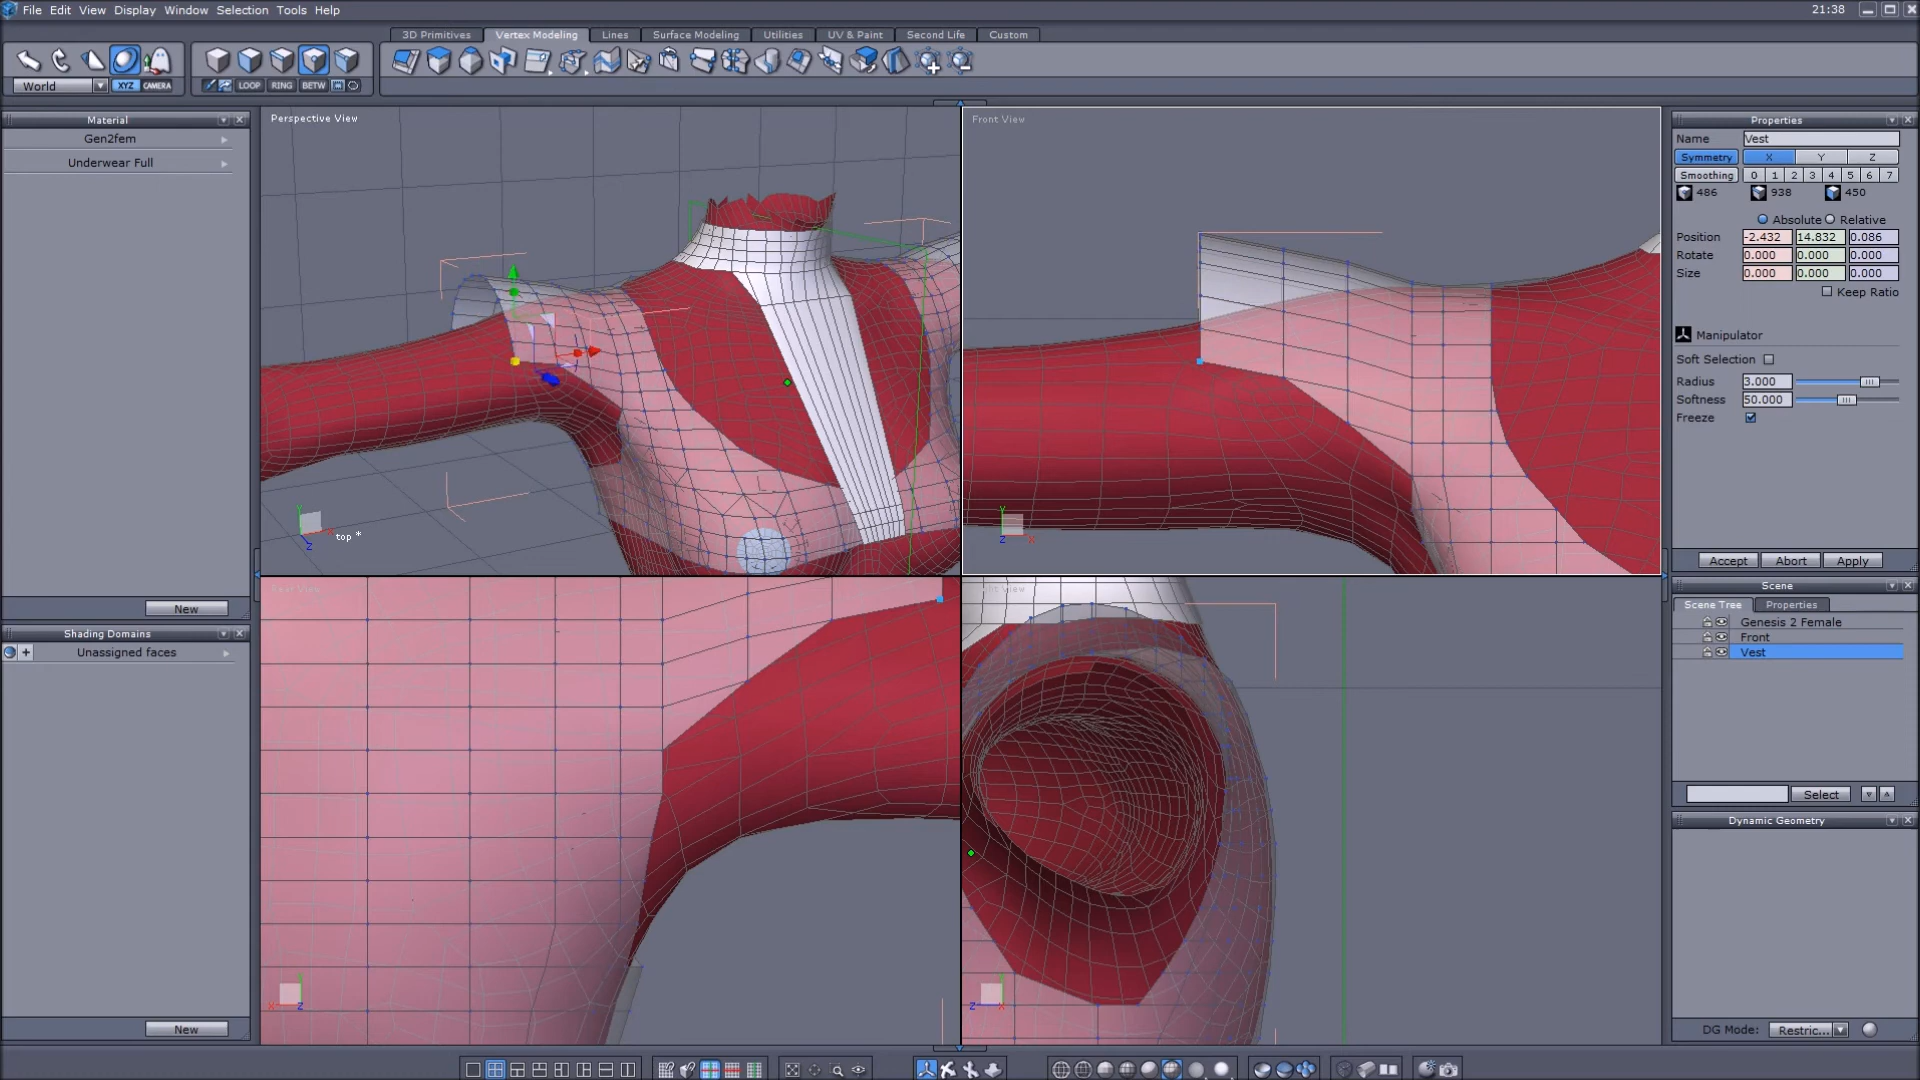 File Edit View Display Window Selection Tools Help
21:38
3D Primitives Vertex Modeling Lines Surface Modeling Utilities UV & Paint Second Life Custom
World XYZ CAMERA LOOP RING BETW
Material
Gen2fem
Underwear Full
New
Shading Domains
Unassigned faces
New
Perspective View
Y
Z
top *
Front View
Y
Z X
X Z
Z X
Properties
Name Vest
Symmetry X Y Z
Smoothing 0 1 2 3 4 5 6 7
486 938 450
Absolute Relative
Position -2.432 14.832 0.086
Rotate 0.000 0.000 0.000
Size 0.000 0.000 0.000
Keep Ratio
Manipulator
Soft Selection
Radius 3.000
Softness 50.000
Freeze
Accept Abort Apply
Scene
Scene Tree Properties
Genesis 2 Female
Front
Vest
Select
Dynamic Geometry
DG Mode: Restric...